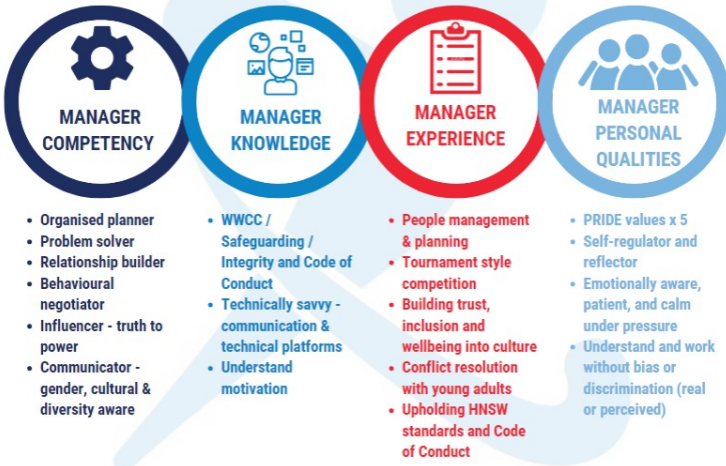 MANAGER
COMPETENCY
• Organised planner
• Problem solver
• Relationship builder
• Behavioural
negotiator
• Influencer - truth to
power
• Communicator -
gender, cultural &
diversity aware
MANAGER
KNOWLEDGE
• WWCC /
Safeguarding /
Integrity and Code of
Conduct
• Technically savvy -
communication &
technical platforms
• Understand
motivation
MANAGER
EXPERIENCE
• People management
& planning
• Tournament style
competition
• Building trust,
inclusion and
wellbeing into culture
• Conflict resolution
with young adults
• Upholding HNSW
standards and Code
of Conduct
MANAGER
PERSONAL
QUALITIES
• PRIDE values x 5
• Self-regulator and
reflector
• Emotionally aware,
patient, and calm
under pressure
• Understand and work
without bias or
discrimination (real
or perceived)